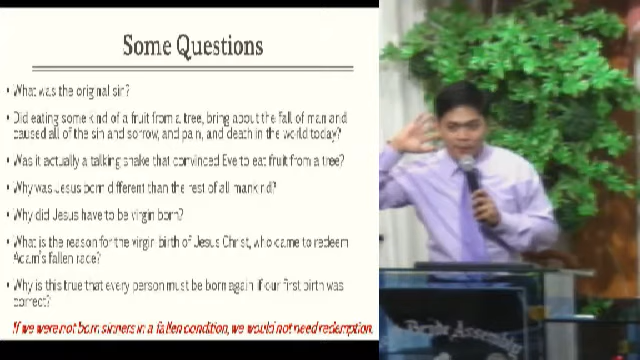 Some Questions
• What was the original sin?
• Did eating some kind of a fruit from a tree, bring about the fall of man and
caused all of the sin and sorrow, and pain, and death in the world today?
• Was it actually a talking snake that convinced Eve to eat fruit from a tree?
• Why was Jesus born different than the rest of all mankind?
• Why did Jesus have to be virgin born?
• What is the reason for the virgin birth of Jesus Christ, who came to redeem
Adam's fallen race?
• Why is this true that every person must be born again if our first birth was
correct?
If we were not born sinners in a fallen condition, we would not need redemption.